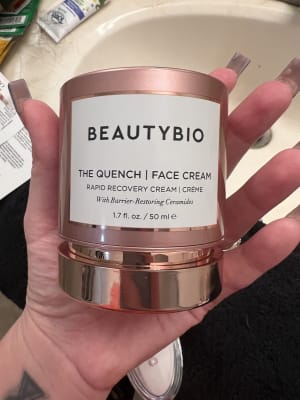 BEAUTYBIO
THE QUENCH | FACE CREAM
RAPID RECOVERY CREAM | CRÈME
With Barrier-Restoring Ceramides
1.7 fl. oz. / 50 ml e